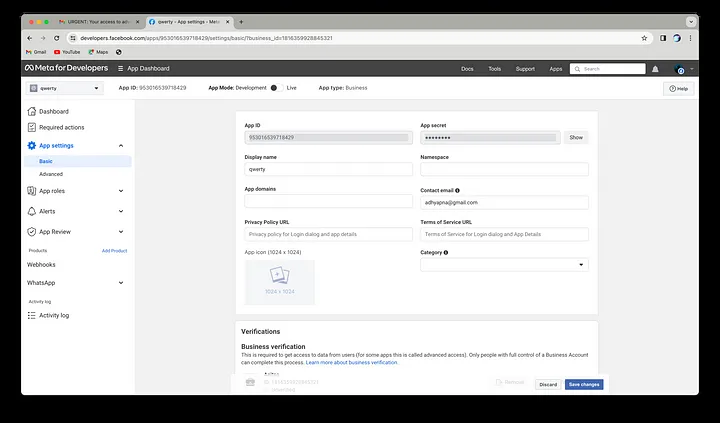 URGENT: Your access to adv
qwerty - App settings - Meta
developers.facebook.com/apps/953016539718429/settings/basic/?business_id=1816359928845321
Gmail YouTube Maps
Meta for Developers App Dashboard Docs Tools Support Apps Search
qwerty App ID: 953016539718429 App Mode: Development Live App type: Business Help
Dashboard
Required actions
App settings
Basic
Advanced
App roles
Alerts
App Review
Products Add Product
Webhooks
WhatsApp
Activity log
Activity log
App ID App secret
953016539718429 •••••••• Show
Display name Namespace
qwerty
App domains Contact email
adhyapna@gmail.com
Privacy Policy URL Terms of Service URL
Privacy policy for Login dialog and app details Terms of Service for Login dialog and App Details
App icon (1024 x 1024) Category
1024 x 1024
Verifications
Business verification
This is required to get access to data from users (for some apps this is called advanced access). Only people with full control of a Business Account
can complete this process. Learn more about business verification.
Remove Discard Save changes